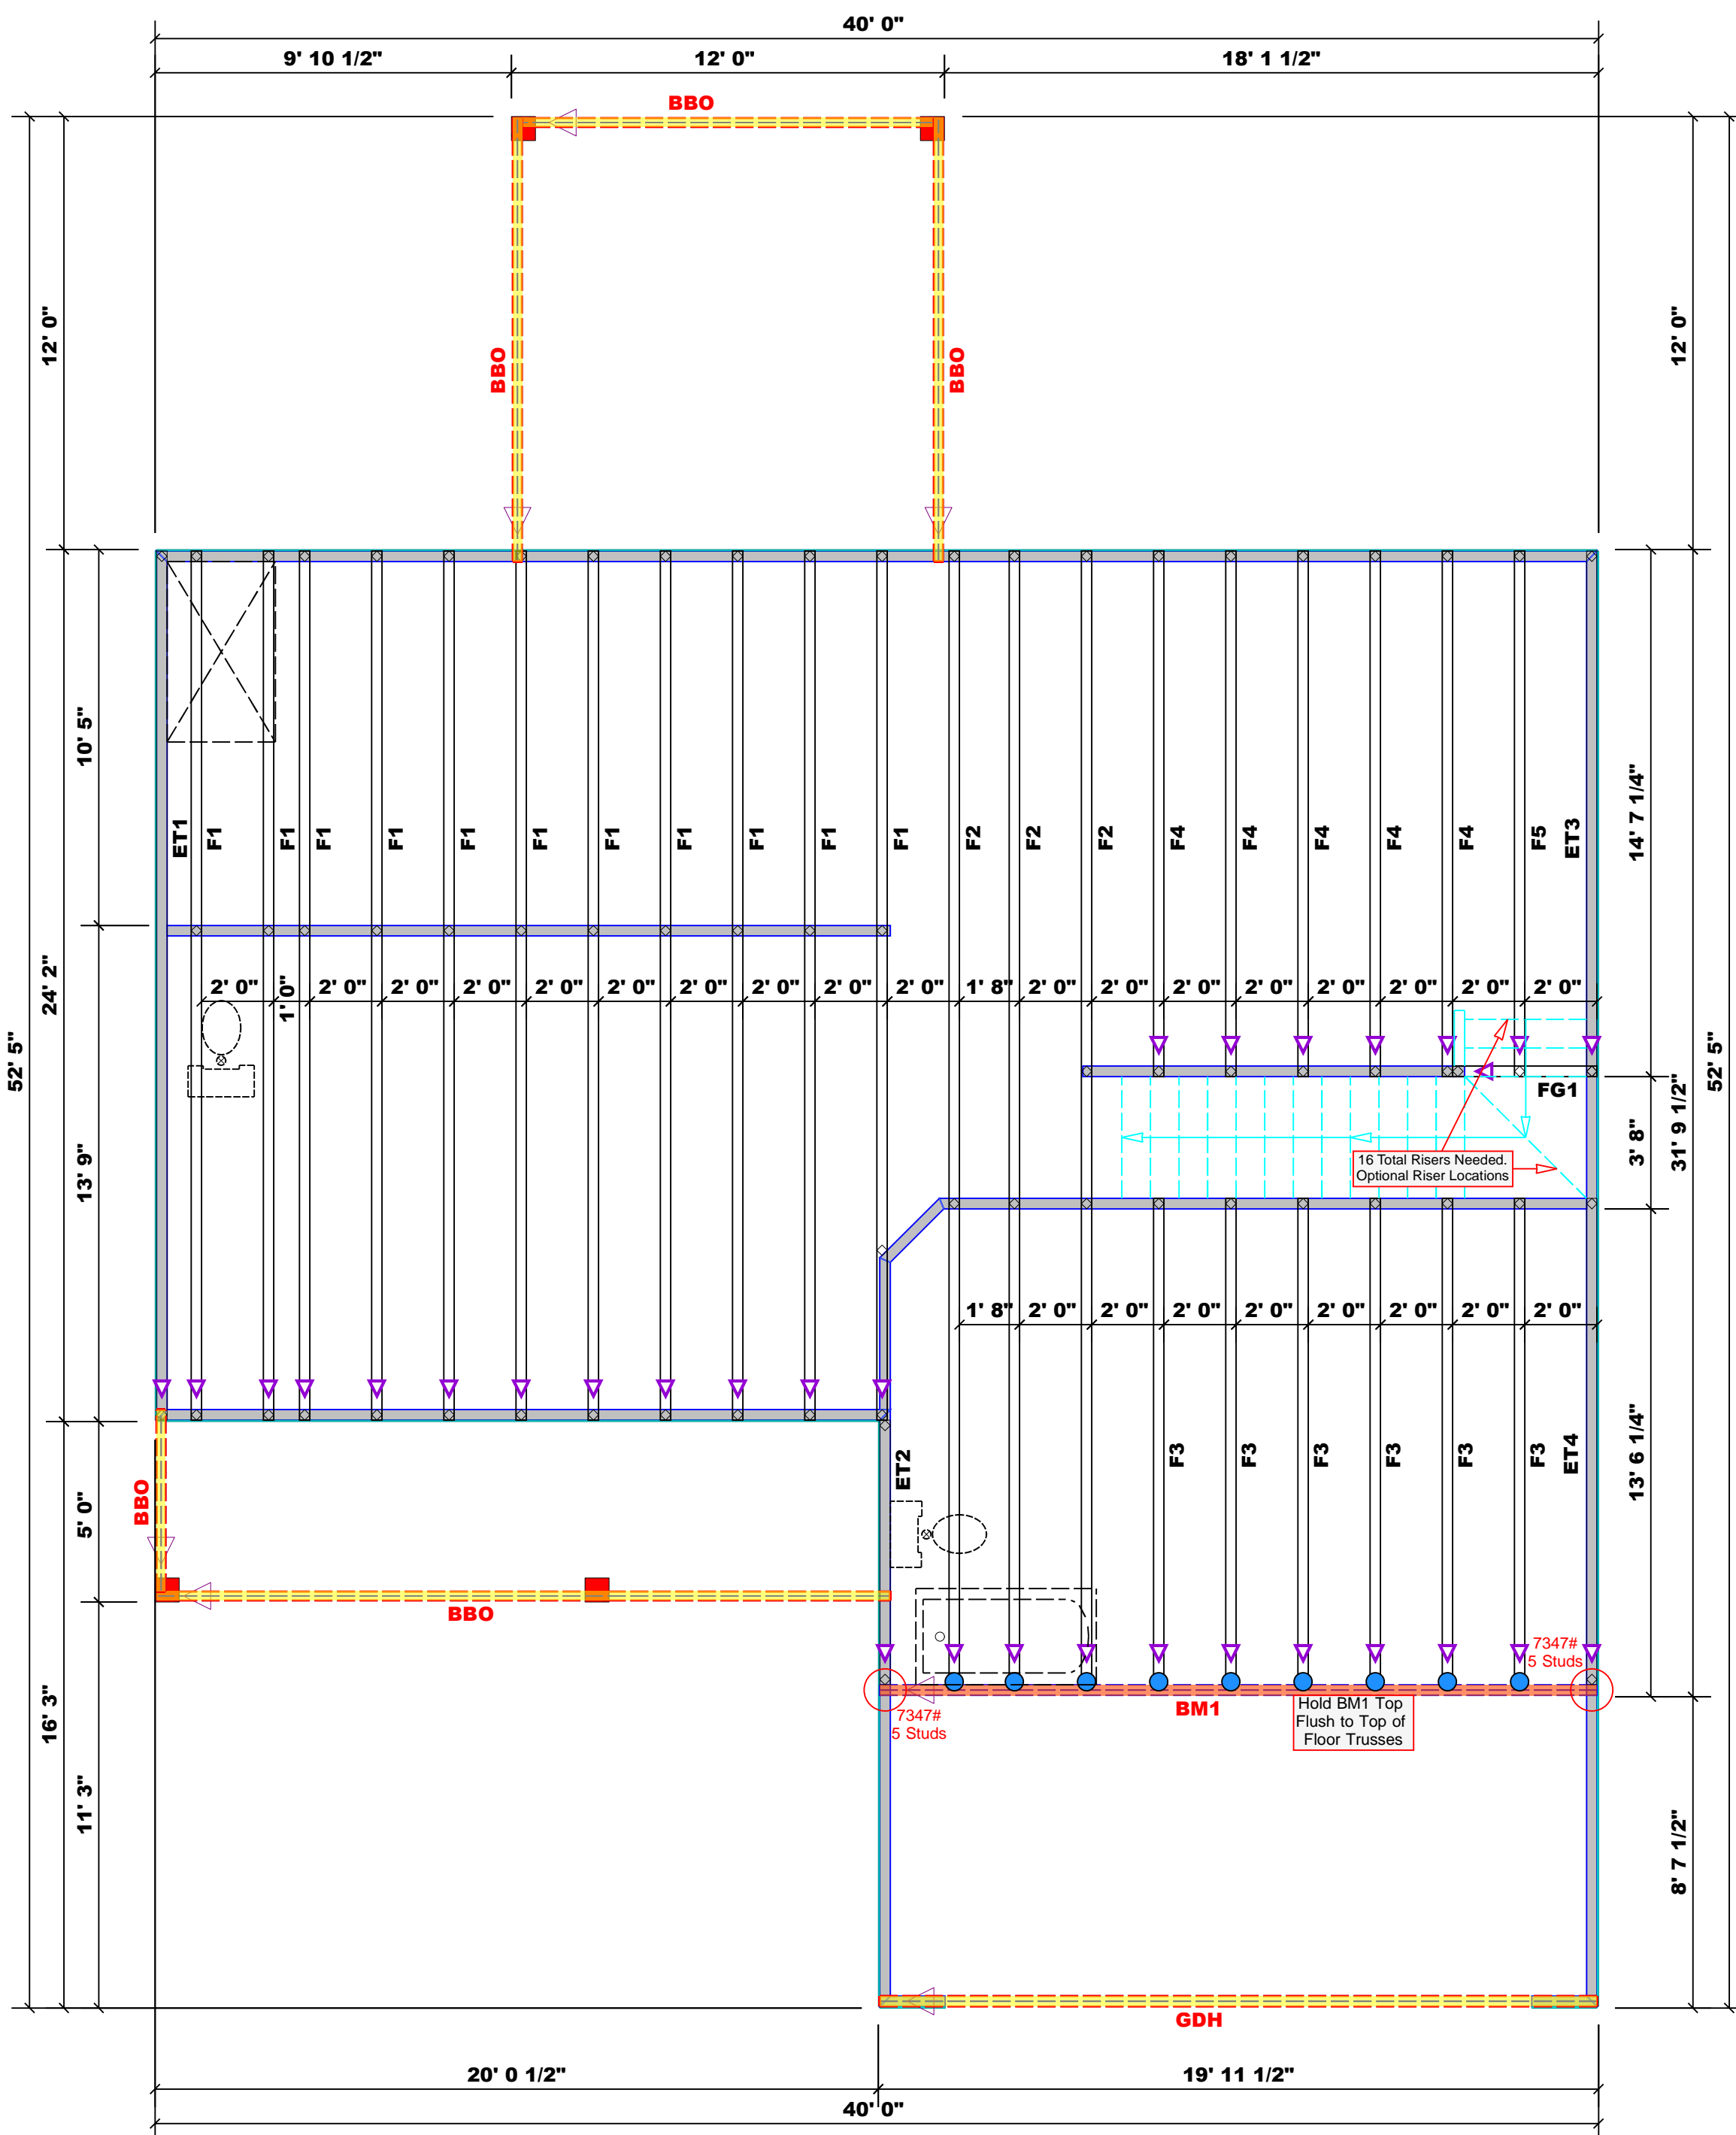 40' 0"
9' 10 1/2"
12' 0"
18' 1 1/2"
BBO
12' 0"
BBO
BBO
12' 0"
10' 5"
14' 7 1/4"
ET1
F1
F1
F1
F1
F1
F1
F1
F1
F1
F1
F1
F2
F2
F2
F4
F4
F4
F4
F4
F5
ET3
52' 5"
24' 2"
2' 0"
1' 0"
2' 0"
2' 0"
2' 0"
2' 0"
2' 0"
2' 0"
2' 0"
2' 0"
1' 8"
2' 0"
2' 0"
2' 0"
2' 0"
2' 0"
2' 0"
2' 0"
2' 0"
52' 5"
FG1
13' 9"
3' 8"
31' 9 1/2"
16 Total Risers Needed.
Optional Riser Locations
1' 8"
2' 0"
2' 0"
2' 0"
2' 0"
2' 0"
2' 0"
2' 0"
2' 0"
BBO
5' 0"
ET2
F3
F3
F3
F3
F3
F3
ET4
13' 6 1/4"
BBO
16' 3"
7347#
5 Studs
7347#
5 Studs
BM1
Hold BM1 Top
Flush to Top of
Floor Trusses
11' 3"
8' 7 1/2"
GDH
20' 0 1/2"
19' 11 1/2"
40' 0"